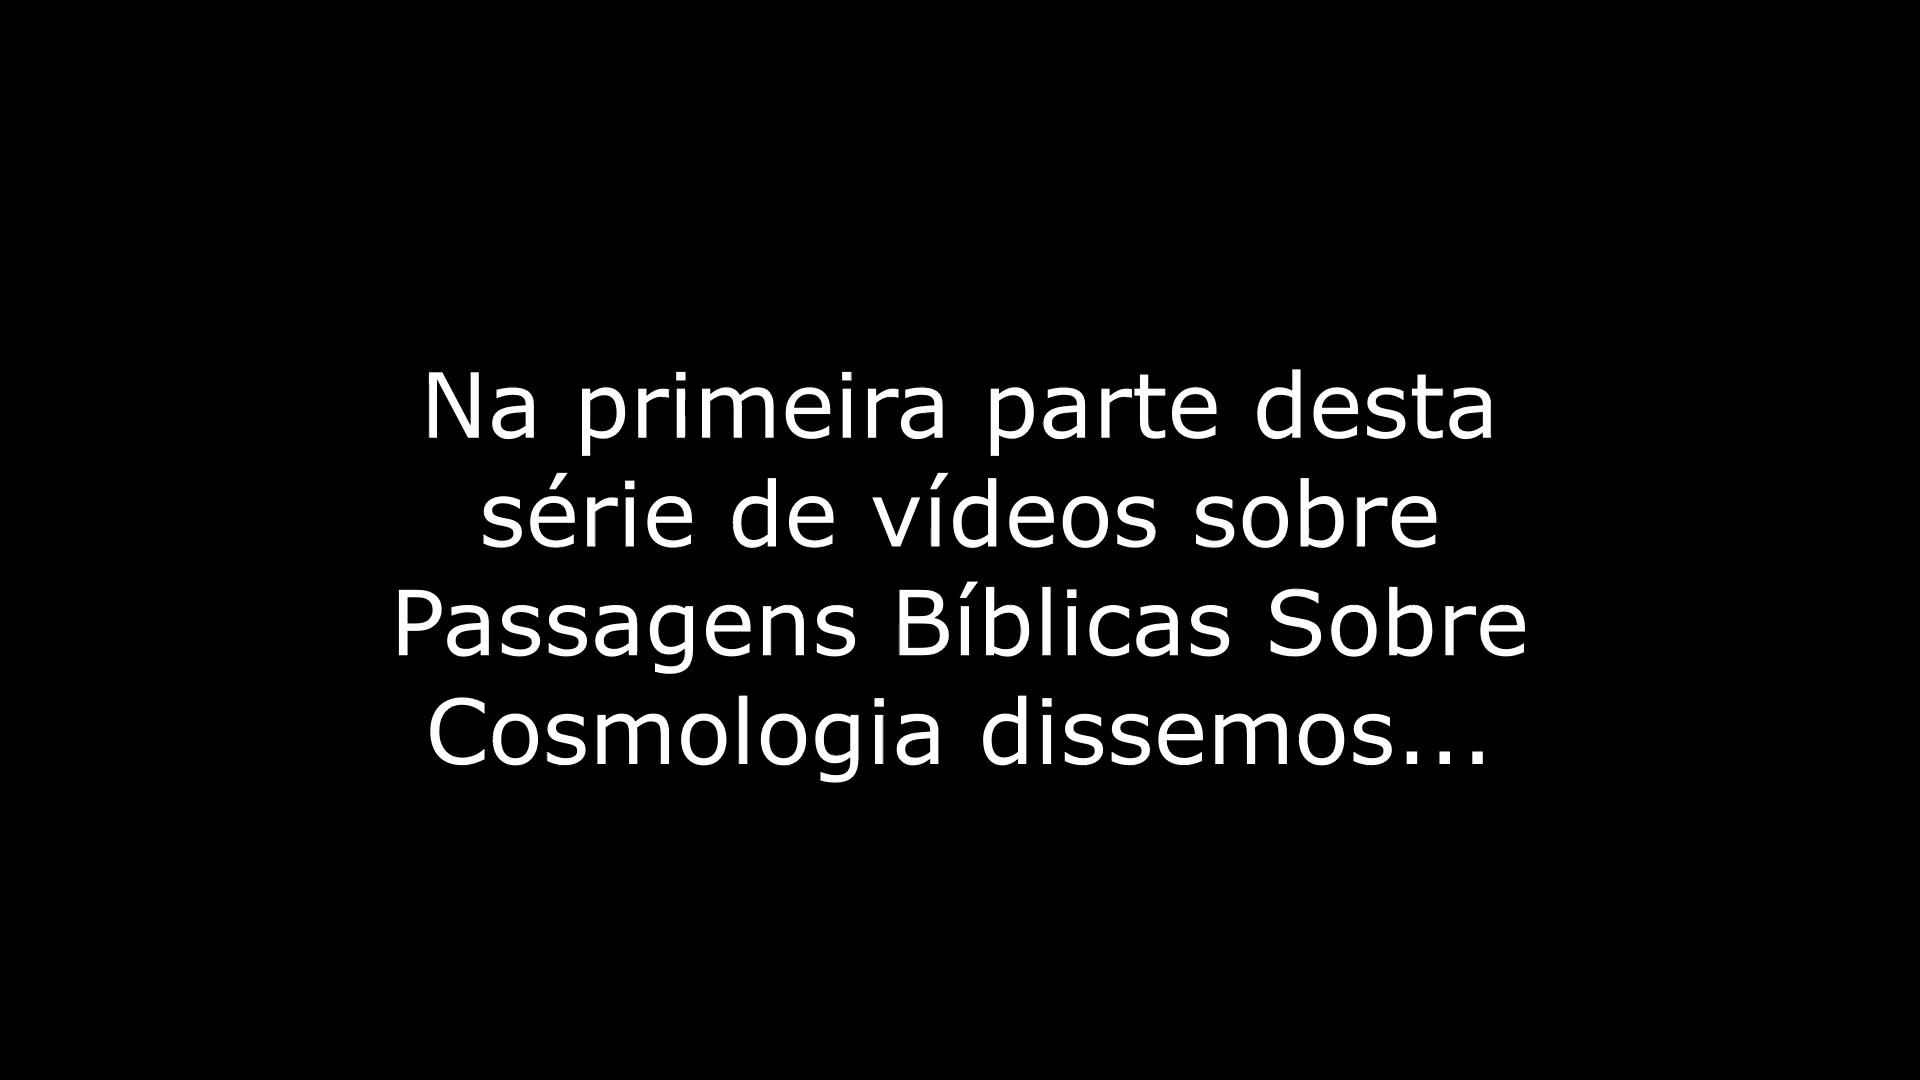 Na primeira parte desta
série de vídeos sobre
Passagens Bíblicas Sobre
Cosmologia dissemos...